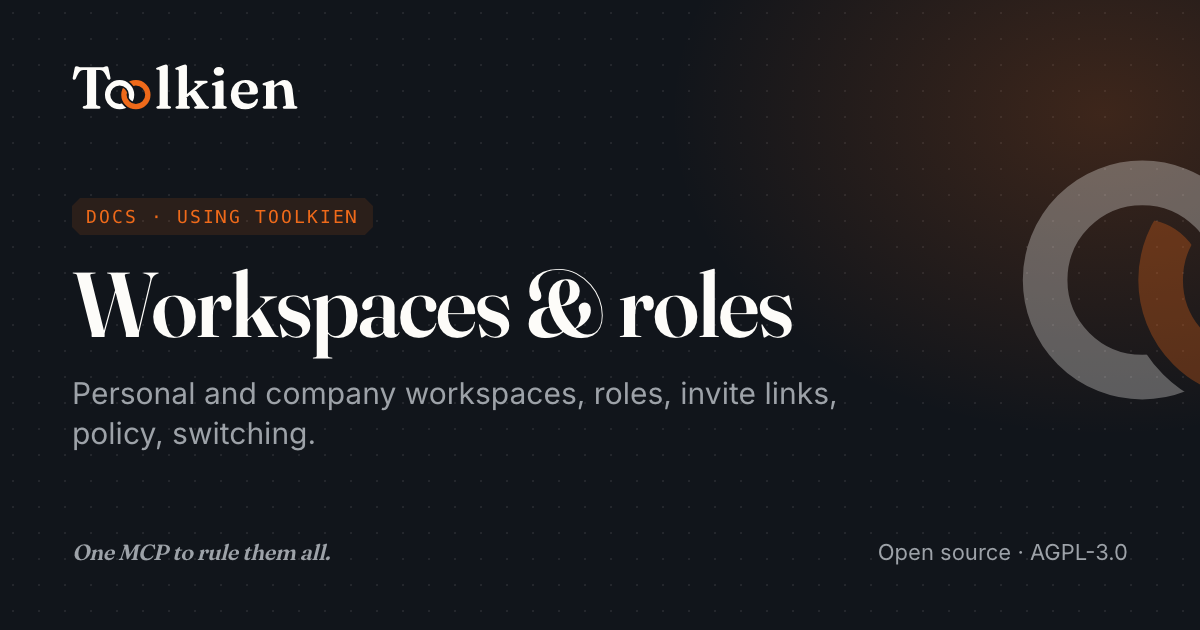 Toolkien
DOCS · USING TOOLKIEN
Workspaces & roles
Personal and company workspaces, roles, invite links,
policy, switching.
One MCP to rule them all.
Open source · AGPL-3.0